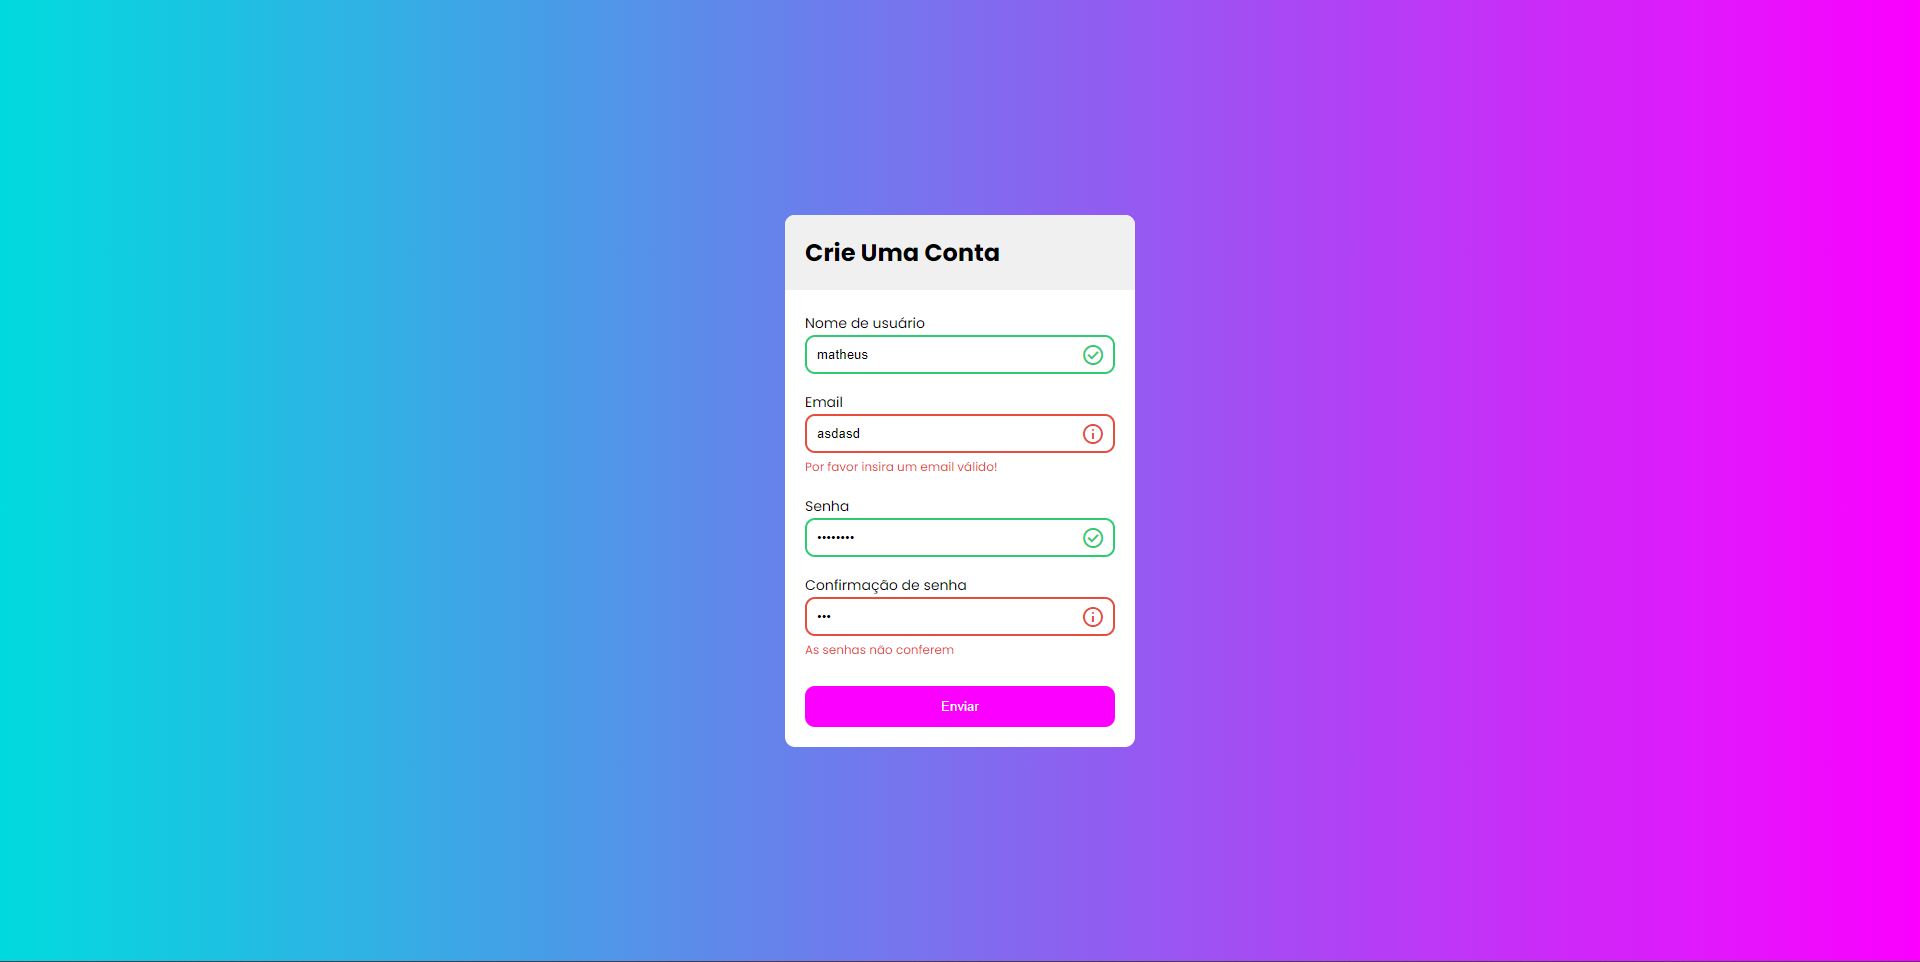 Crie Uma Conta
Nome de usuário
matheus
Email
asdasd
Por favor insira um email válido!
Senha
••••••••
Confirmação de senha
•••
As senhas não conferem
Enviar